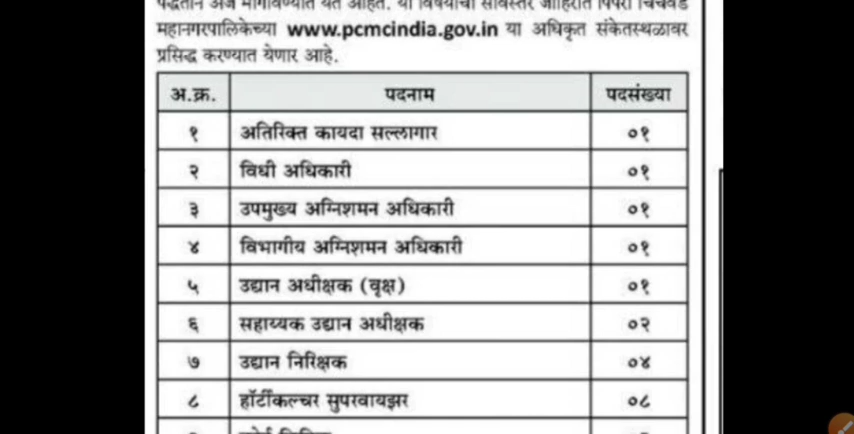 महानगरपालिकेच्या www.pcmcindia.gov.in या अधिकृत संकेतस्थळावर
प्रसिद्ध करण्यात येणार आहे.
अ.क्र. पदनाम पदसंख्या
१ अतिरिक्त कायदा सल्लागार ०१
२ विधी अधिकारी ०१
३ उपमुख्य अग्निशमन अधिकारी ०१
४ विभागीय अग्निशमन अधिकारी ०१
५ उद्यान अधीक्षक (वृक्ष) ०१
६ सहाय्यक उद्यान अधीक्षक ०२
७ उद्यान निरिक्षक ०४
८ हॉर्टीकल्चर सुपरवायझर ०८